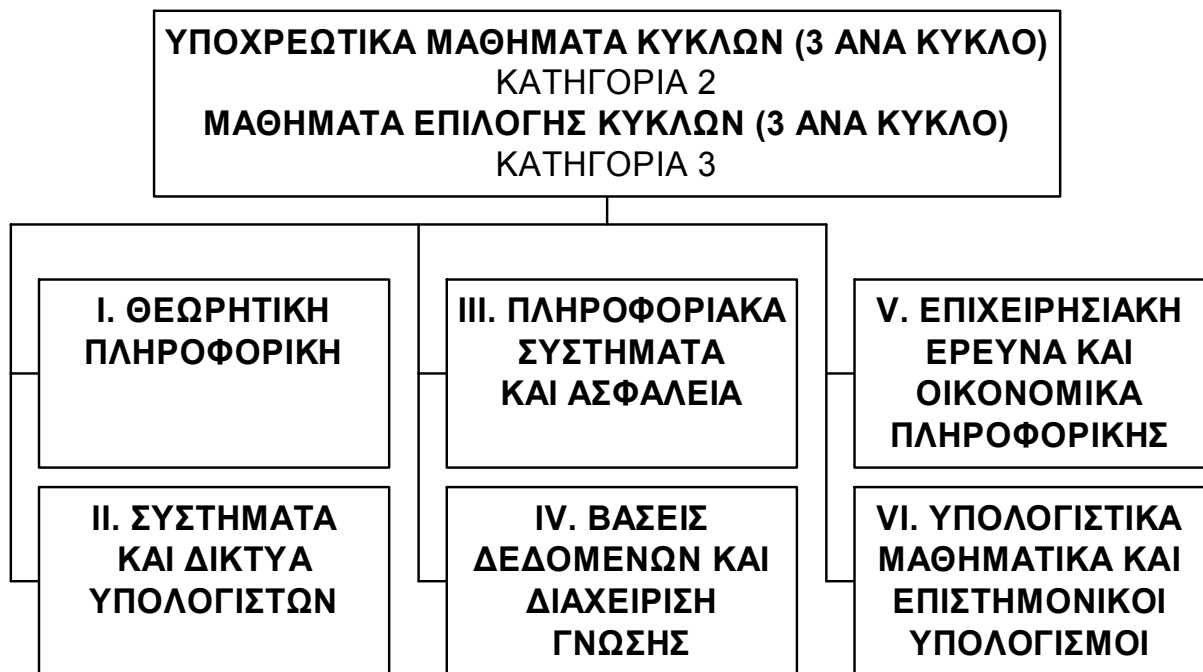 ΥΠΟΧΡΕΩΤΙΚΑ ΜΑΘΗΜΑΤΑ ΚΥΚΛΩΝ (3 ΑΝΑ ΚΥΚΛΟ)
ΚΑΤΗΓΟΡΙΑ 2
ΜΑΘΗΜΑΤΑ ΕΠΙΛΟΓΗΣ ΚΥΚΛΩΝ (3 ΑΝΑ ΚΥΚΛΟ)
ΚΑΤΗΓΟΡΙΑ 3
I. ΘΕΩΡΗΤΙΚΗ
ΠΛΗΡΟΦΟΡΙΚΗ
II. ΣΥΣΤΗΜΑΤΑ
ΚΑΙ ΔΙΚΤΥΑ
ΥΠΟΛΟΓΙΣΤΩΝ
III. ΠΛΗΡΟΦΟΡΙΑΚΑ
ΣΥΣΤΗΜΑΤΑ
ΚΑΙ ΑΣΦΑΛΕΙΑ
IV. ΒΑΣΕΙΣ
ΔΕΔΟΜΕΝΩΝ ΚΑΙ
ΔΙΑΧΕΙΡΙΣΗ
ΓΝΩΣΗΣ
V. ΕΠΙΧΕΙΡΗΣΙΑΚΗ
ΕΡΕΥΝΑ ΚΑΙ
ΟΙΚΟΝΟΜΙΚΑ
ΠΛΗΡΟΦΟΡΙΚΗΣ
VI. ΥΠΟΛΟΓΙΣΤΙΚΑ
ΜΑΘΗΜΑΤΙΚΑ ΚΑΙ
ΕΠΙΣΤΗΜΟΝΙΚΟΙ
ΥΠΟΛΟΓΙΣΜΟΙ